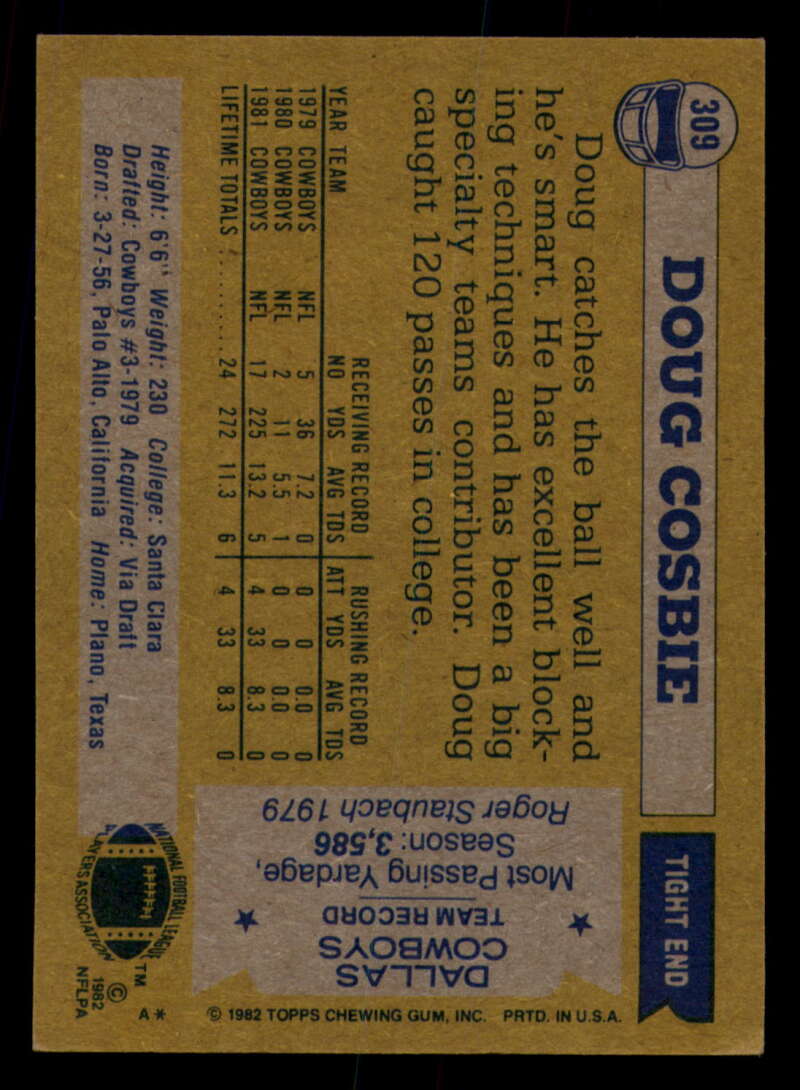 309
DOUG COSBIE
TIGHT END
Doug catches the ball well and
he's smart. He has excellent block-
ing techniques and has been a big
specialty teams contributor. Doug
caught 120 passes in college.
RECEIVING RECORD RUSHING RECORD
YEAR TEAM NO YDS AVG TDS ATT YDS AVG TDS
1979 COWBOYS NFL 5 36 7.2 0 0 0 0.0 0
1980 COWBOYS NFL 2 11 5.5 1 0 0 0.0 0
1981 COWBOYS NFL 17 225 13.2 5 4 33 8.3 0
LIFETIME TOTALS .......... 24 272 11.3 6 4 33 8.3 0
Height: 6'6" Weight: 230 College: Santa Clara
Drafted: Cowboys #3-1979 Acquired: Via Draft
Born: 3-27-56, Palo Alto, California Home: Plano, Texas
DALLAS
COWBOYS
TEAM RECORD
Most Passing Yardage,
Season: 3,586
Roger Staubach 1979
NATIONAL FOOTBALL LEAGUE
PLAYERS ASSOCIATION
TM
© 1982
NFLPA
A*
© 1982 TOPPS CHEWING GUM, INC. PRTD. IN U.S.A.